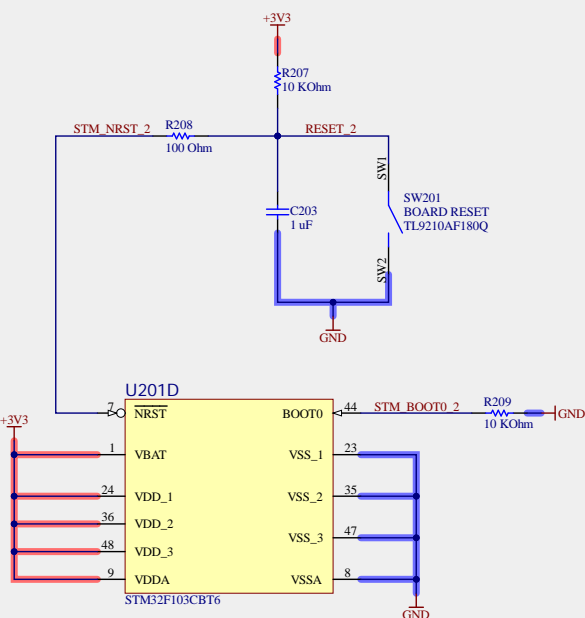 +3V3
R207
10 KOhm
STM_NRST_2
R208
100 Ohm
RESET_2
SW1
C203
1 uF
SW201
BOARD RESET
TL9210AF180Q
SW2
GND
U201D
+3V3
7
NRST
BOOT0
44
STM_BOOT0_2
R209
10 KOhm
GND
1
VBAT
VSS_1
23
24
VDD_1
VSS_2
35
36
VDD_2
VSS_3
47
48
VDD_3
9
VDDA
VSSA
8
STM32F103CBT6
GND